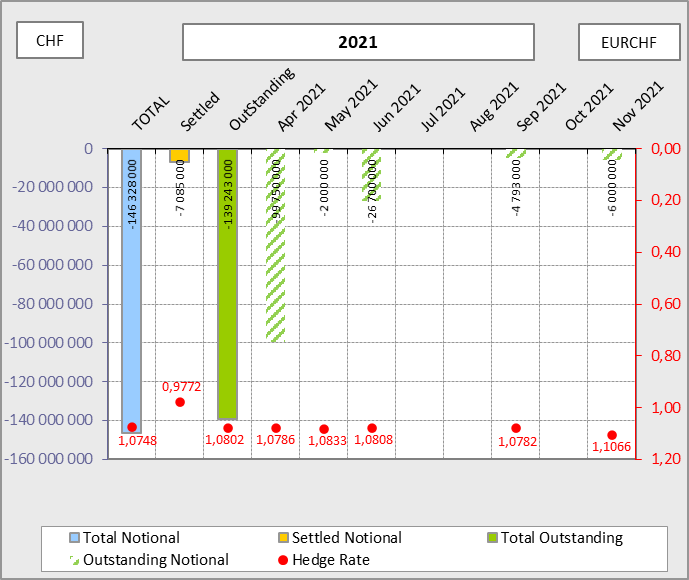 CHF
2021
EURCHF
TOTAL
Settled
OutStanding
Apr 2021
May 2021
Jun 2021
Jul 2021
Aug 2021
Sep 2021
Oct 2021
Nov 2021
0
-20 000 000
-40 000 000
-60 000 000
-80 000 000
-100 000 000
-120 000 000
-140 000 000
-160 000 000
-146 328 000
-7 085 000
-139 243 000
-99 750 000
-2 000 000
-26 700 000
-4 793 000
-6 000 000
0,00
0,20
0,40
0,60
0,80
1,00
1,20
1,0748
0,9772
1,0802
1,0786
1,0833
1,0808
1,0782
1,1066
Total Notional
Settled Notional
Total Outstanding
Outstanding Notional
Hedge Rate